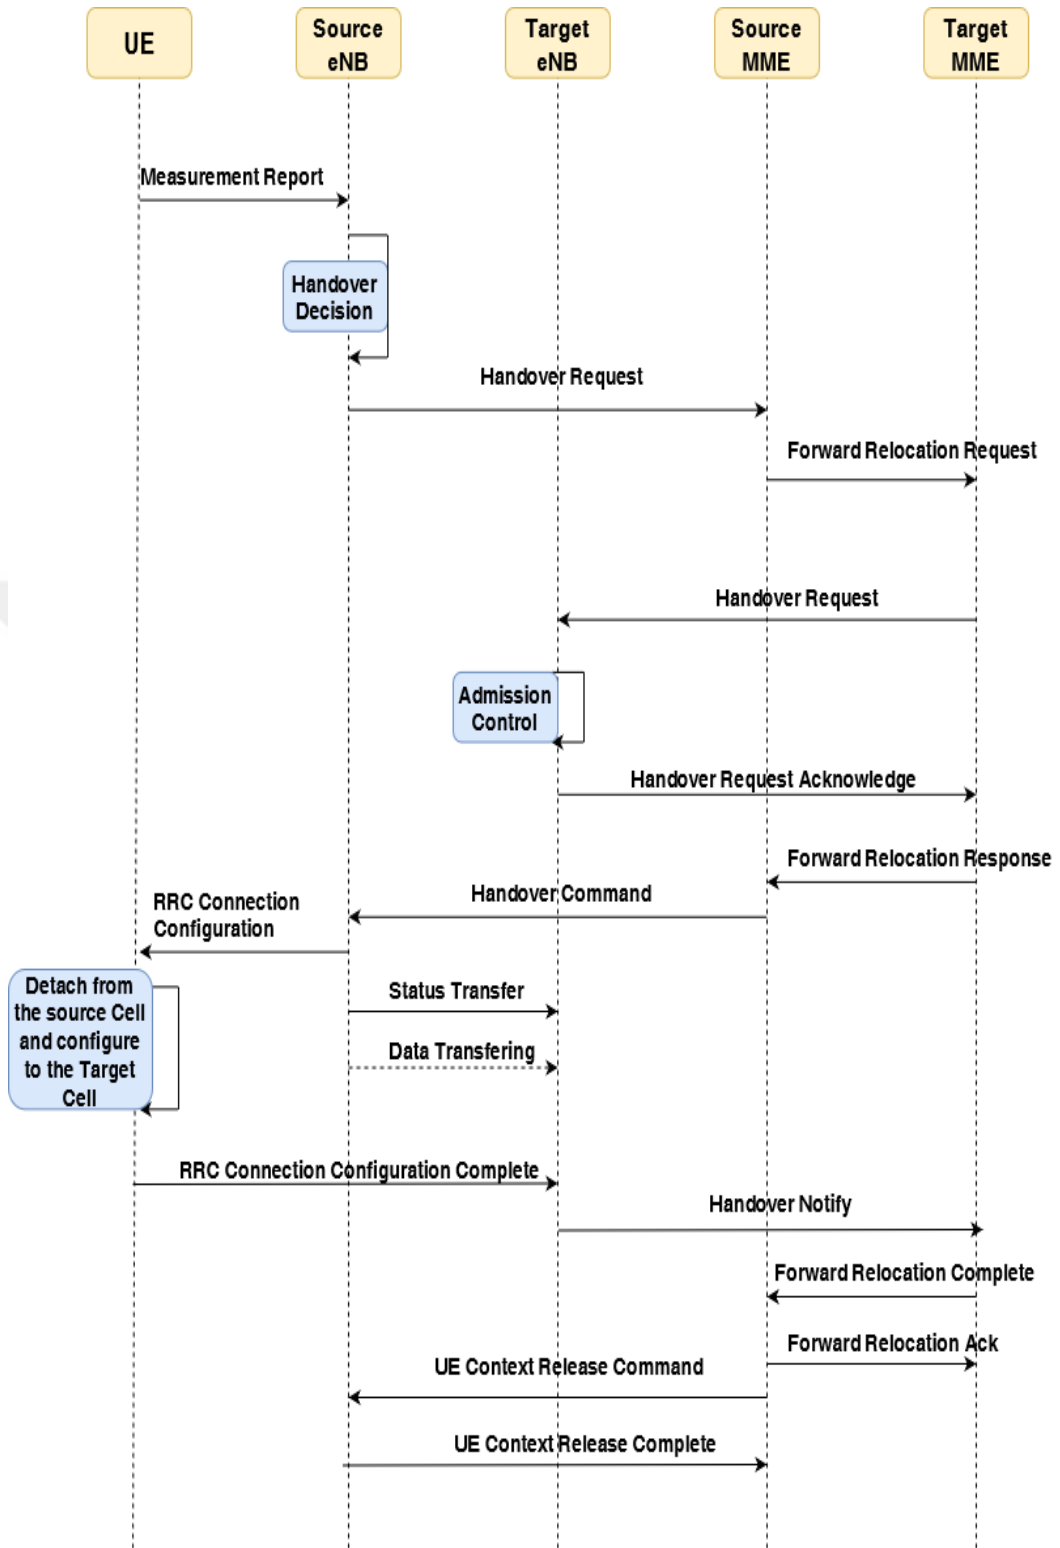 UE
Source
eNB
Target
eNB
Source
MME
Target
MME
Measurement Report
Handover
Decision
Handover Request
Forward Relocation Request
Handover Request
Admission
Control
Handover Request Acknowledge
Forward Relocation Response
Handover Command
RRC Connection
Configuration
Detach from
the source Cell
and configure
to the Target
Cell
Status Transfer
Data Transfering
RRC Connection Configuration Complete
Handover Notify
Forward Relocation Complete
Forward Relocation Ack
UE Context Release Command
UE Context Release Complete